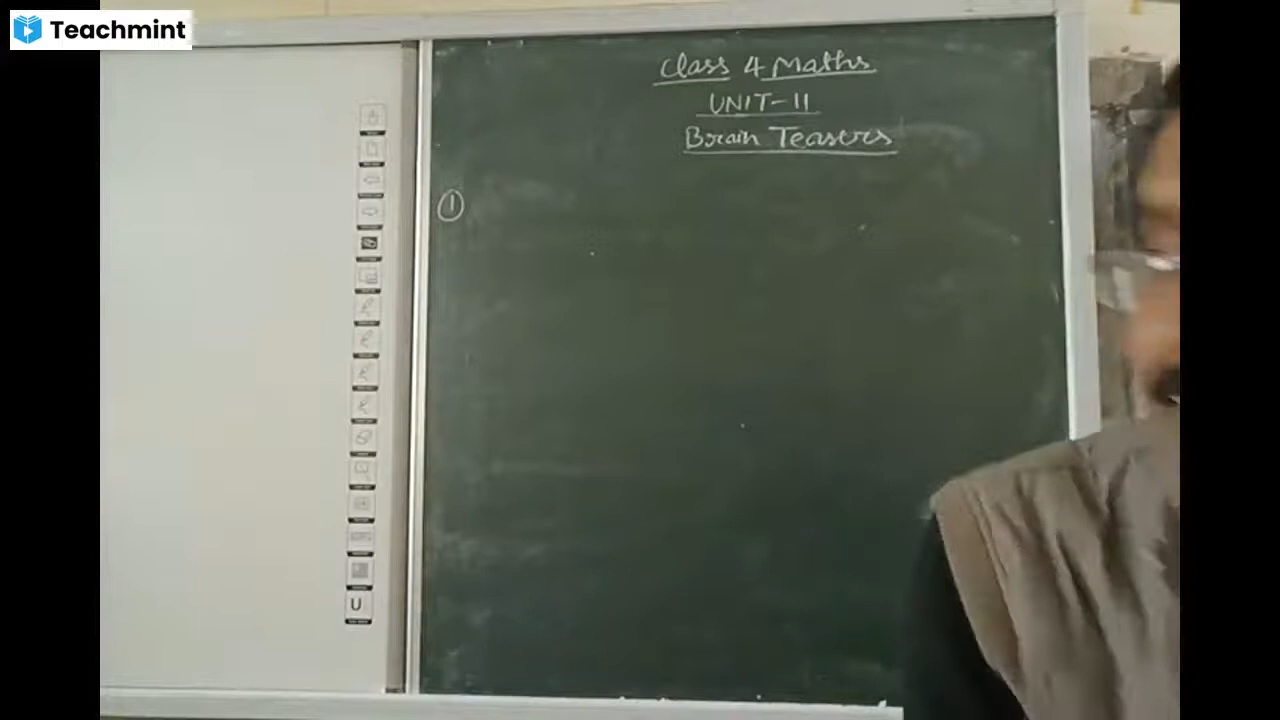 Teachmint
Class 4 Maths
UNIT-11
Brain Teasers
1
U